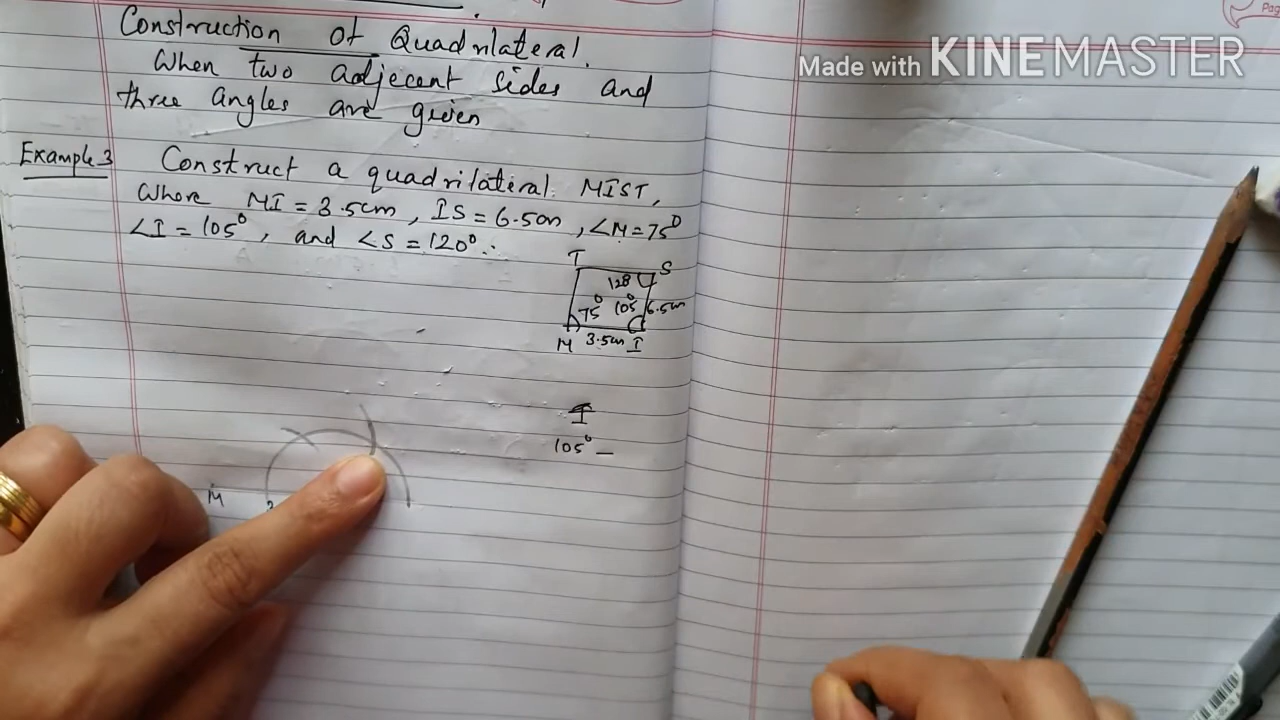 Construction of Quadrilateral.
When two adjecent sides and
three angles are given
Example 3 Construct a quadrilateral MIST,
Where MI = 3.5cm, IS = 6.5cm, ∠M = 75°
∠I = 105°, and ∠S = 120°.
T S
120
75° 105° 6.5cm
M 3.5cm I
I
105° –
M
Made with KINEMASTER